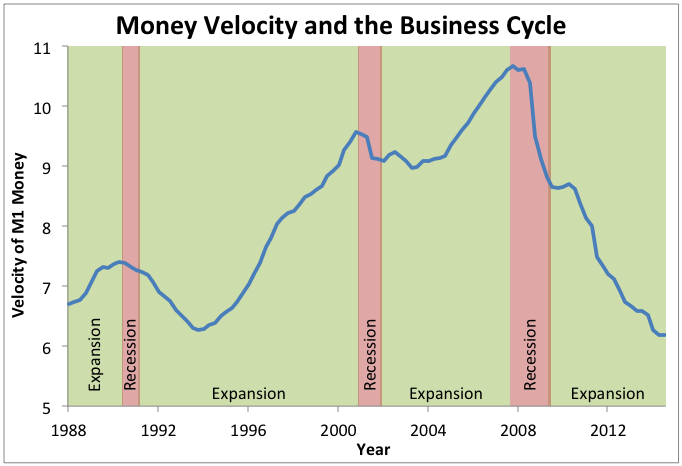 Money Velocity and the Business Cycle
11
10
9
8
7
6
5
Velocity of M1 Money
Expansion
Recession
Expansion
Recession
Expansion
Recession
Expansion
1988
1992
1996
2000
2004
2008
2012
Year